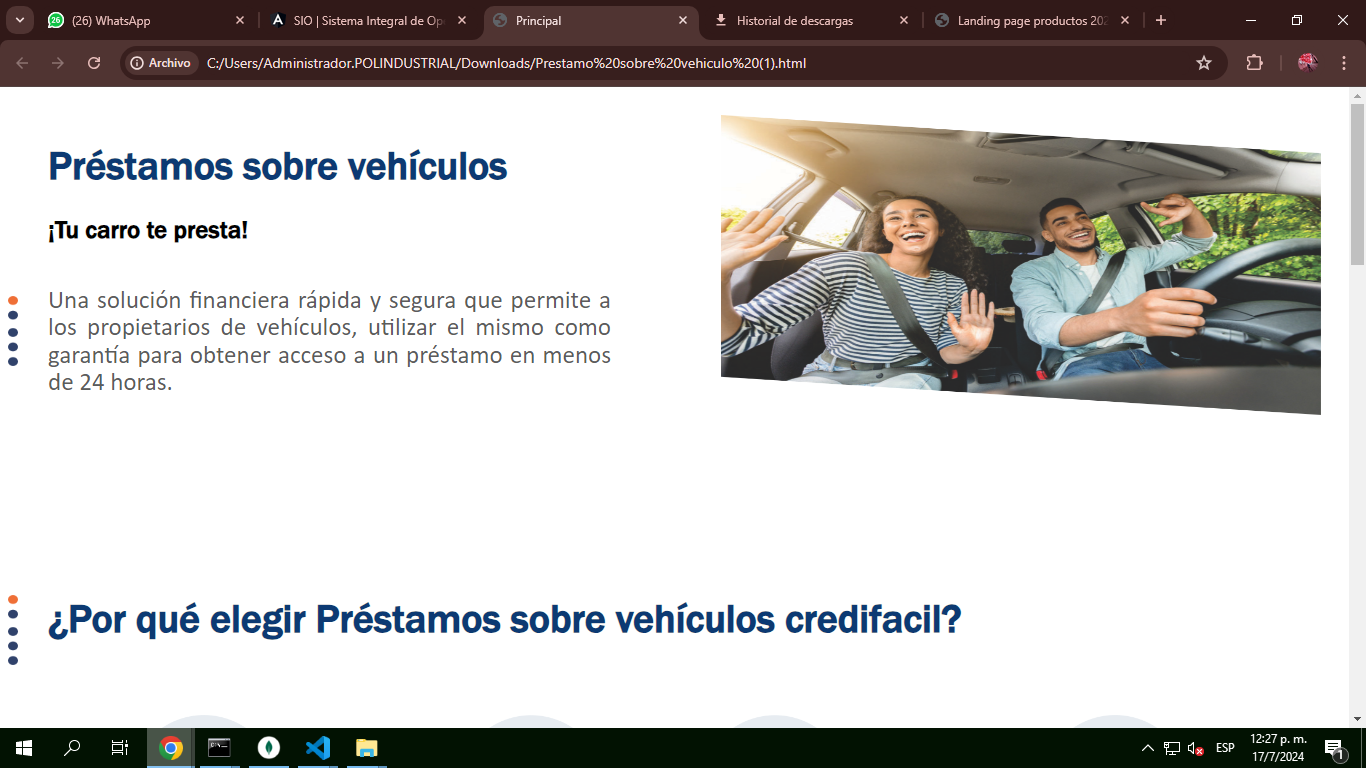 (26) WhatsApp
SIO | Sistema Integral de Op
Principal
Historial de descargas
Landing page productos 202
Archivo
C:/Users/Administrador.POLINDUSTRIAL/Downloads/Prestamo%20sobre%20vehiculo%20(1).html
Préstamos sobre vehículos
¡Tu carro te presta!
Una solución financiera rápida y segura que permite a
los propietarios de vehículos, utilizar el mismo como
garantía para obtener acceso a un préstamo en menos
de 24 horas.
¿Por qué elegir Préstamos sobre vehículos credifacil?
ESP
12:27 p. m.
17/7/2024
1